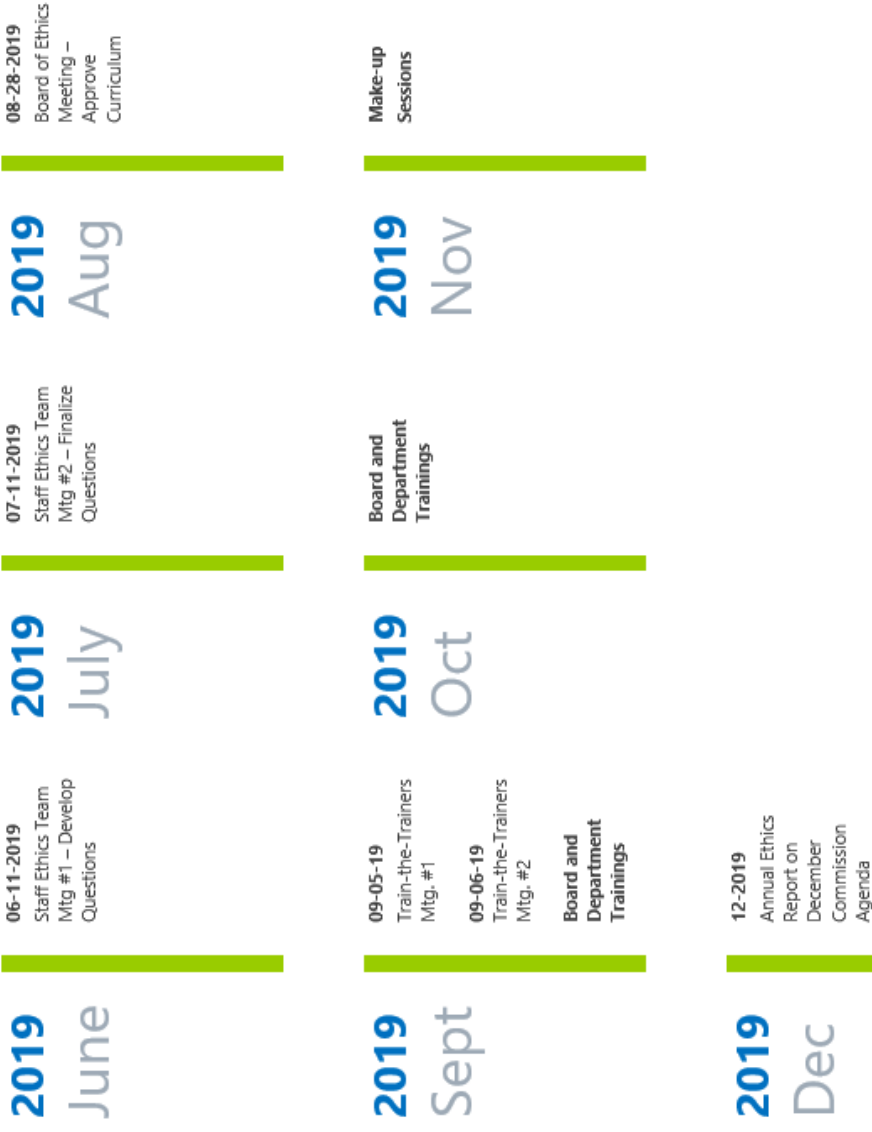 2019
June
06-11-2019
Staff Ethics Team
Mtg #1 – Develop
Questions
2019
July
07-11-2019
Staff Ethics Team
Mtg #2 – Finalize
Questions
2019
Aug
08-28-2019
Board of Ethics
Meeting –
Approve
Curriculum
2019
Sept
09-05-19
Train-the-Trainers
Mtg. #1
09-06-19
Train-the-Trainers
Mtg. #2
Board and
Department
Trainings
2019
Oct
Board and
Department
Trainings
2019
Nov
Make-up
Sessions
2019
Dec
12-2019
Annual Ethics
Report on
December
Commission
Agenda